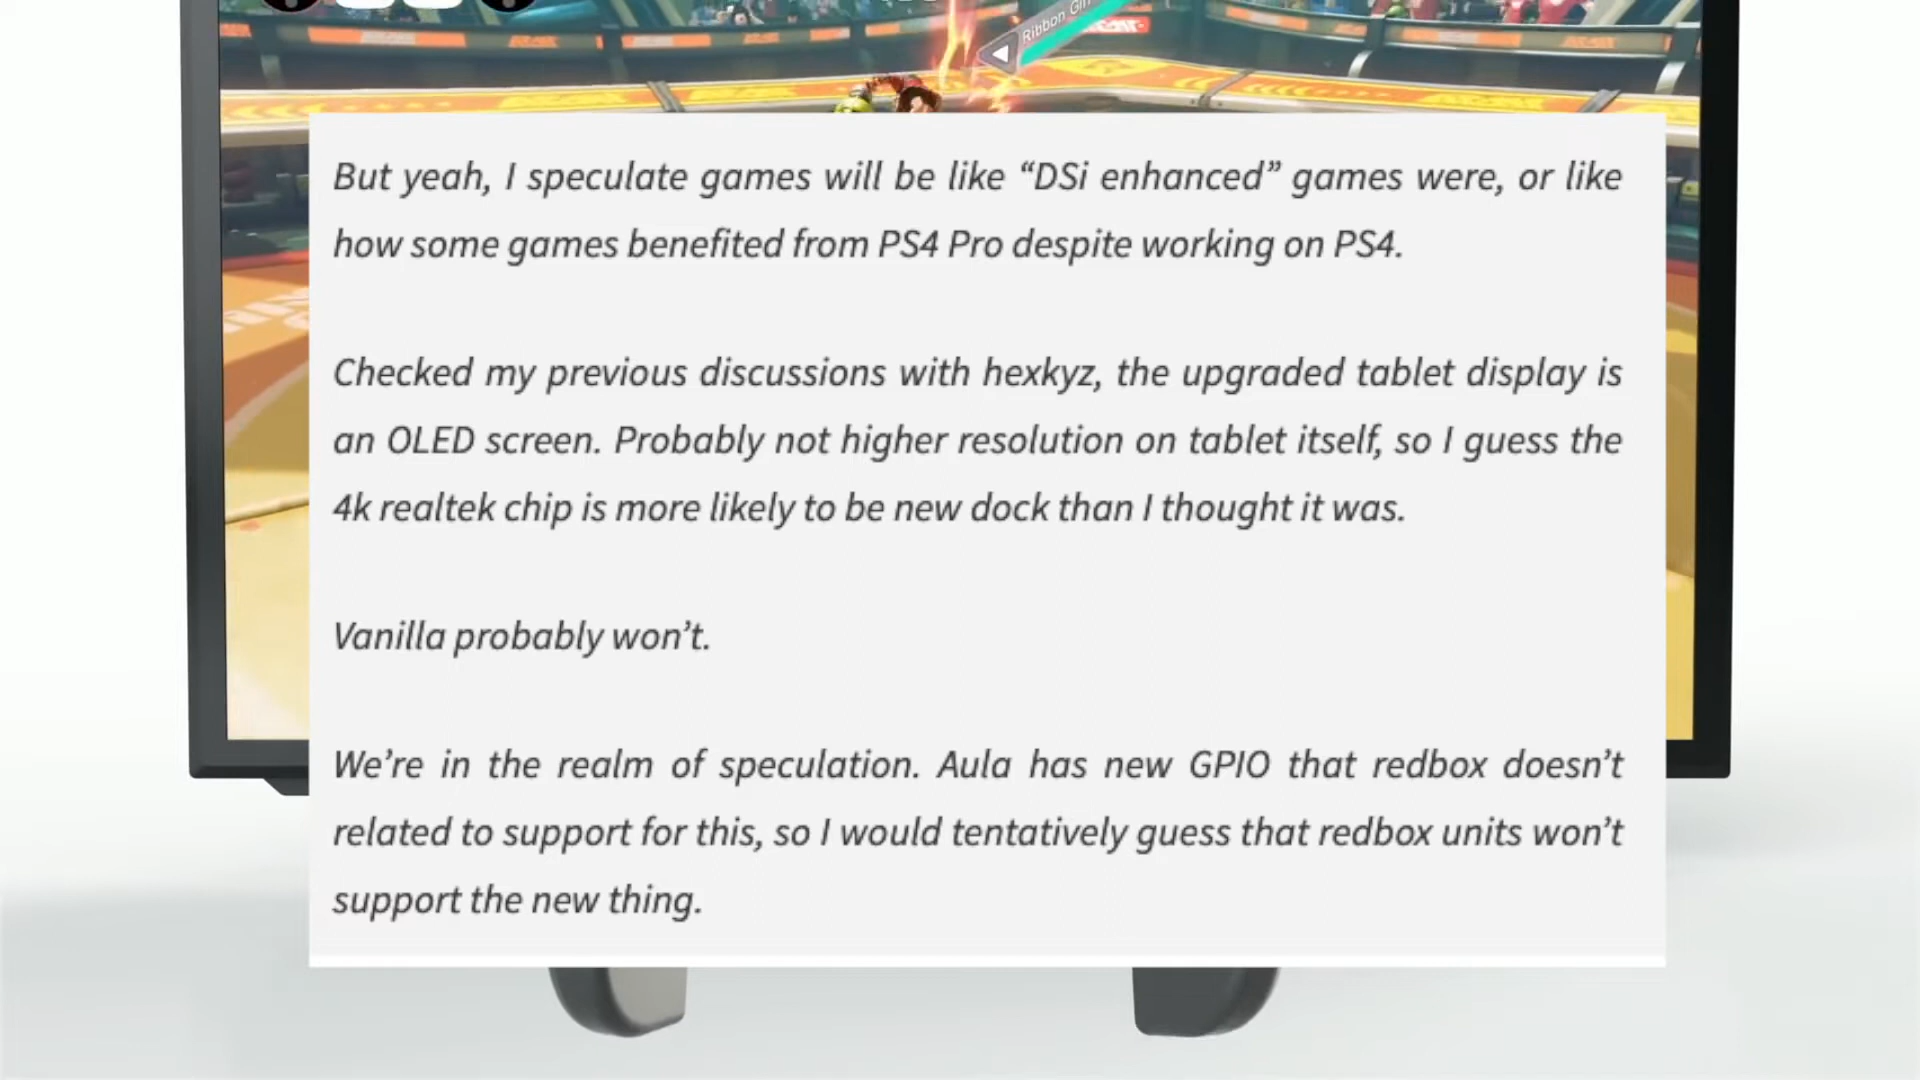 Ribbon Girl
But yeah, I speculate games will be like “DSi enhanced” games were, or like
how some games benefited from PS4 Pro despite working on PS4.
Checked my previous discussions with hexkyz, the upgraded tablet display is
an OLED screen. Probably not higher resolution on tablet itself, so I guess the
4k realtek chip is more likely to be new dock than I thought it was.
Vanilla probably won’t.
We’re in the realm of speculation. Aula has new GPIO that redbox doesn’t
related to support for this, so I would tentatively guess that redbox units won’t
support the new thing.